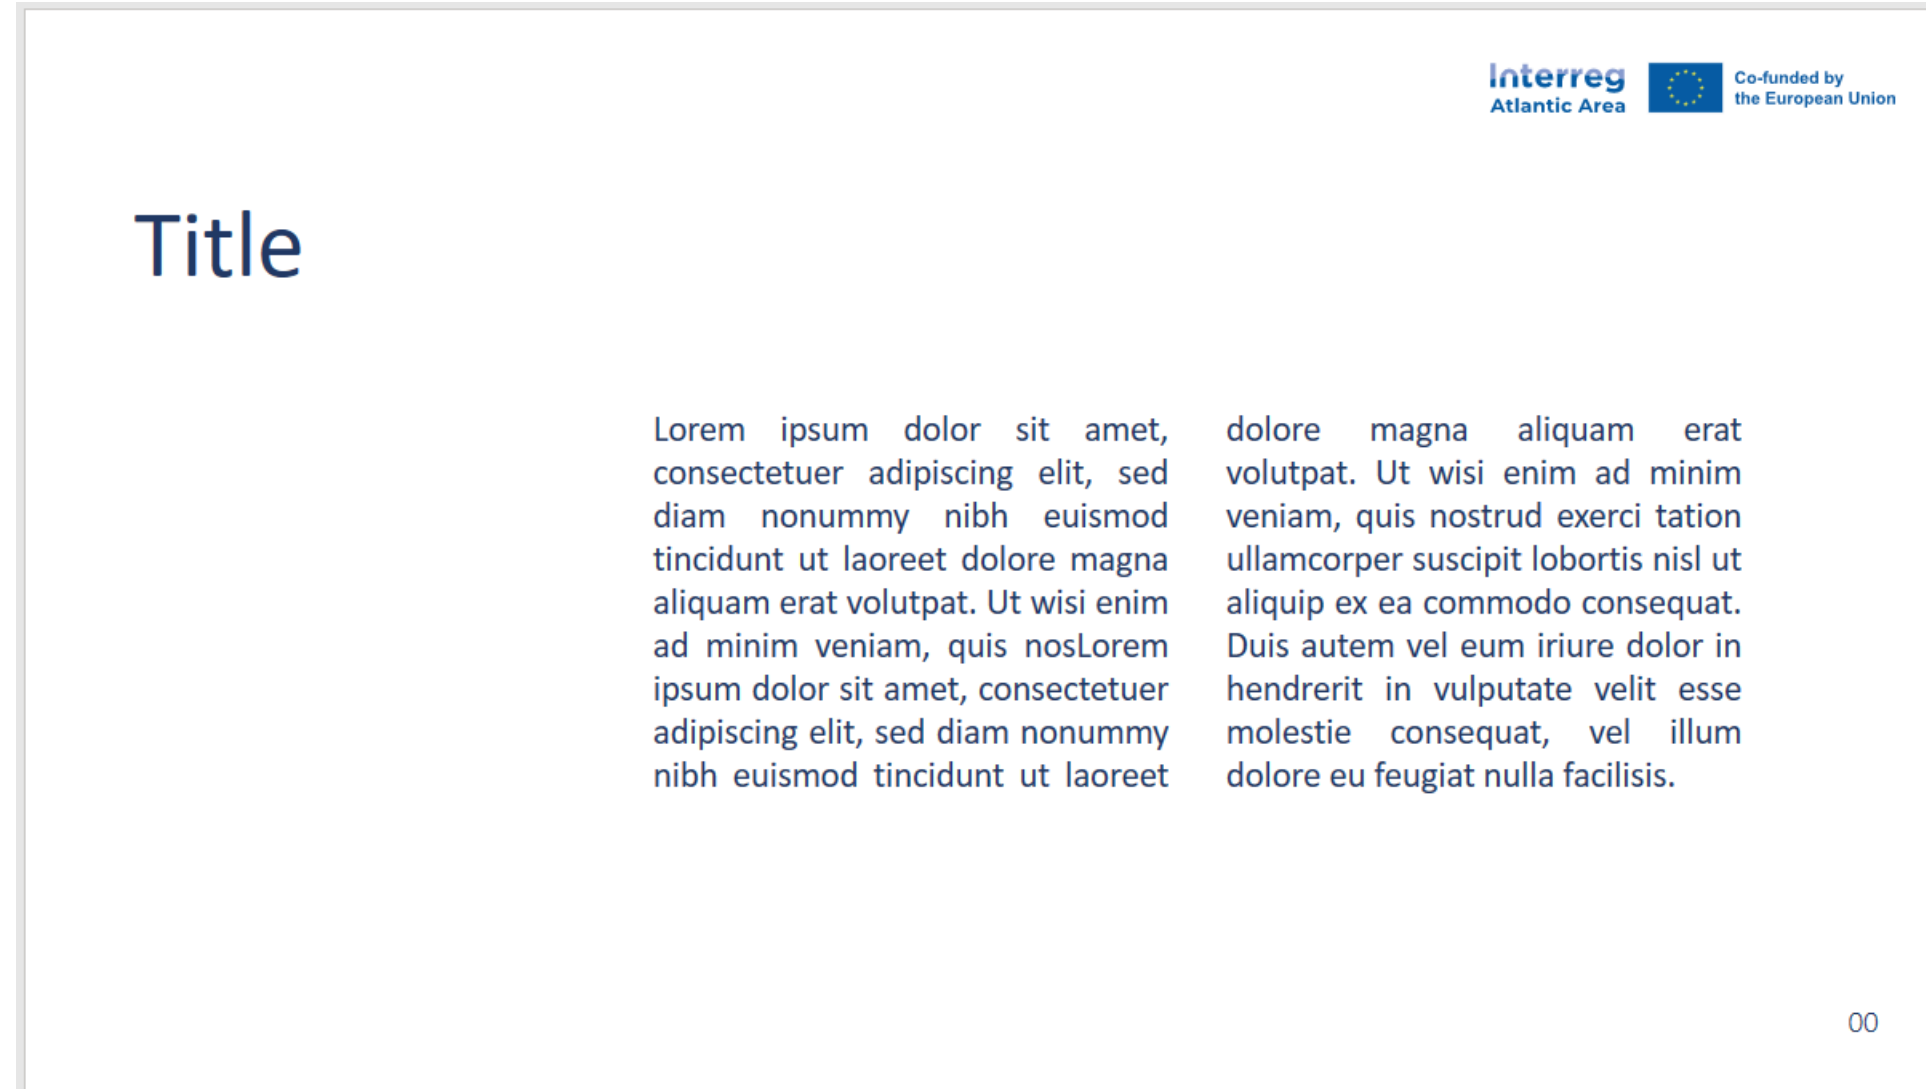 Interreg
Atlantic Area
Co-funded by
the European Union
Title
Lorem ipsum dolor sit amet,
consectetuer adipiscing elit, sed
diam nonummy nibh euismod
tincidunt ut laoreet dolore magna
aliquam erat volutpat. Ut wisi enim
ad minim veniam, quis nosLorem
ipsum dolor sit amet, consectetuer
adipiscing elit, sed diam nonummy
nibh euismod tincidunt ut laoreet
dolore magna aliquam erat
volutpat. Ut wisi enim ad minim
veniam, quis nostrud exerci tation
ullamcorper suscipit lobortis nisl ut
aliquip ex ea commodo consequat.
Duis autem vel eum iriure dolor in
hendrerit in vulputate velit esse
molestie consequat, vel illum
dolore eu feugiat nulla facilisis.
00